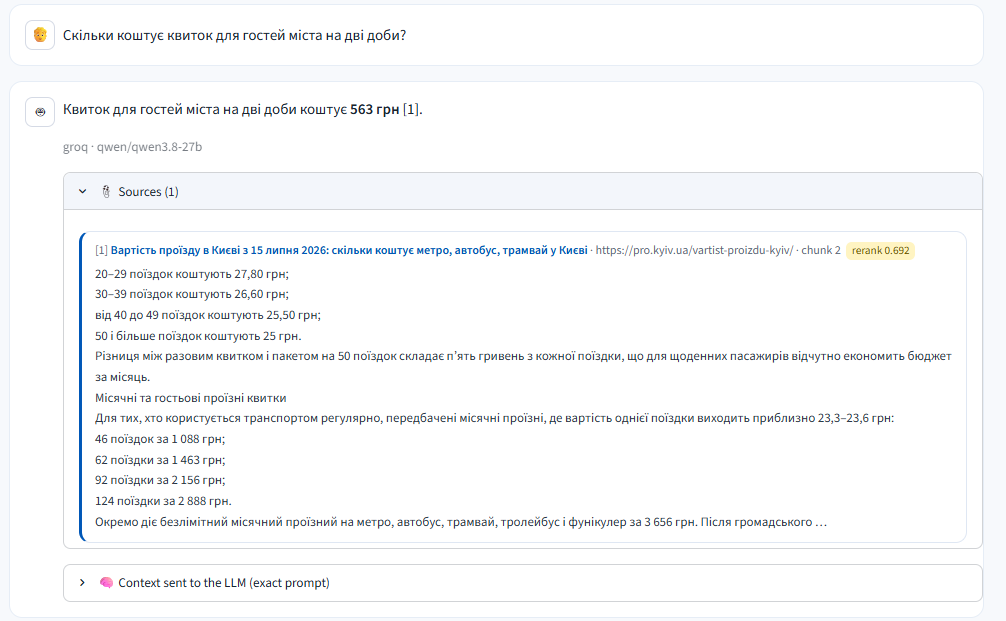 Скільки коштує квиток для гостей міста на дві доби?
Квиток для гостей міста на дві доби коштує 563 грн [1].
groq · qwen/qwen3.8-27b
Sources (1)
[1] Вартість проїзду в Києві з 15 липня 2026: скільки коштує метро, автобус, трамвай у Києві · https://pro.kyiv.ua/vartist-proizdu-kyiv/ · chunk 2 rerank 0.692
20–29 поїздок коштують 27,80 грн;
30–39 поїздок коштують 26,60 грн;
від 40 до 49 поїздок коштують 25,50 грн;
50 і більше поїздок коштують 25 грн.
Різниця між разовим квитком і пакетом на 50 поїздок складає п'ять гривень з кожної поїздки, що для щоденних пасажирів відчутно економить бюджет
за місяць.
Місячні та гостьові проїзні квитки
Для тих, хто користується транспортом регулярно, передбачені місячні проїзні, де вартість однієї поїздки виходить приблизно 23,3–23,6 грн:
46 поїздок за 1 088 грн;
62 поїздки за 1 463 грн;
92 поїздки за 2 156 грн;
124 поїздки за 2 888 грн.
Окремо діє безлімітний місячний проїзний на метро, автобус, трамвай, тролейбус і фунікулер за 3 656 грн. Після громадського …
Context sent to the LLM (exact prompt)